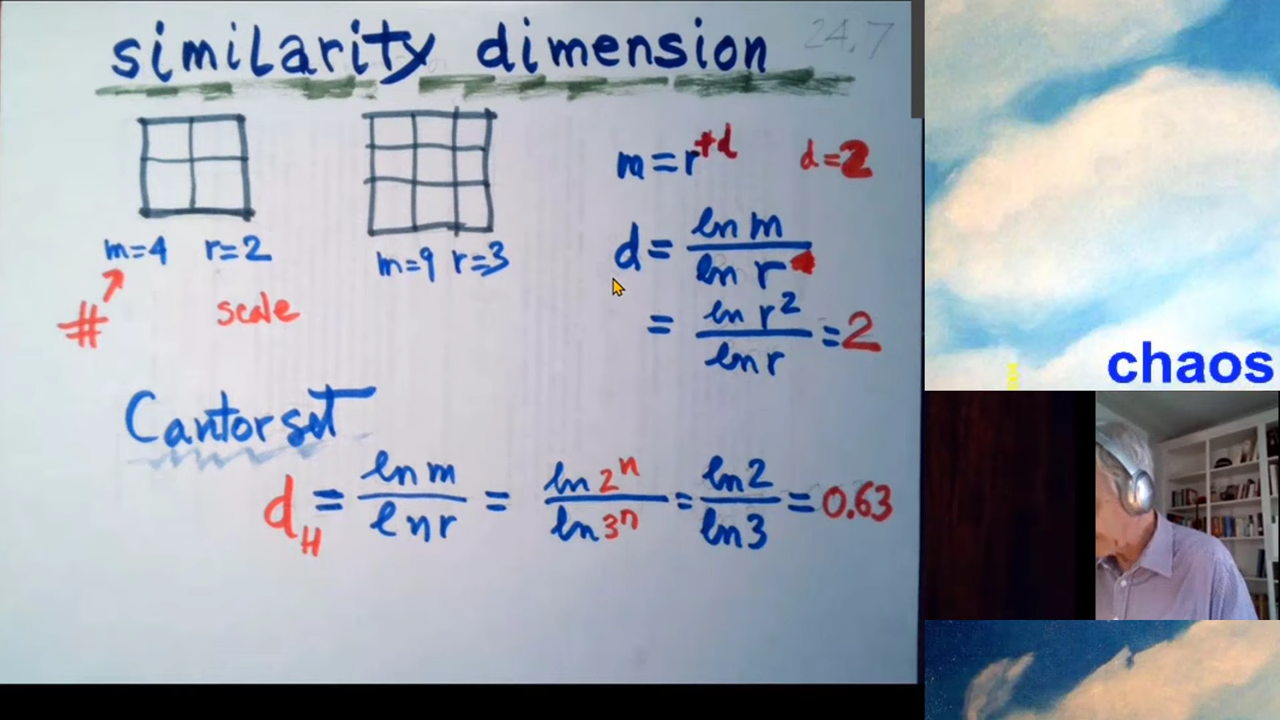 similarity dimension 24.7
m=4 r=2
m=9 r=3
# scale
m=r^{+d} d=2
d = ln m / ln r
= ln r² / ln r = 2
Cantor set
d_H = ln m / ln r = ln 2^n / ln 3^n = ln 2 / ln 3 = 0.63
chaos